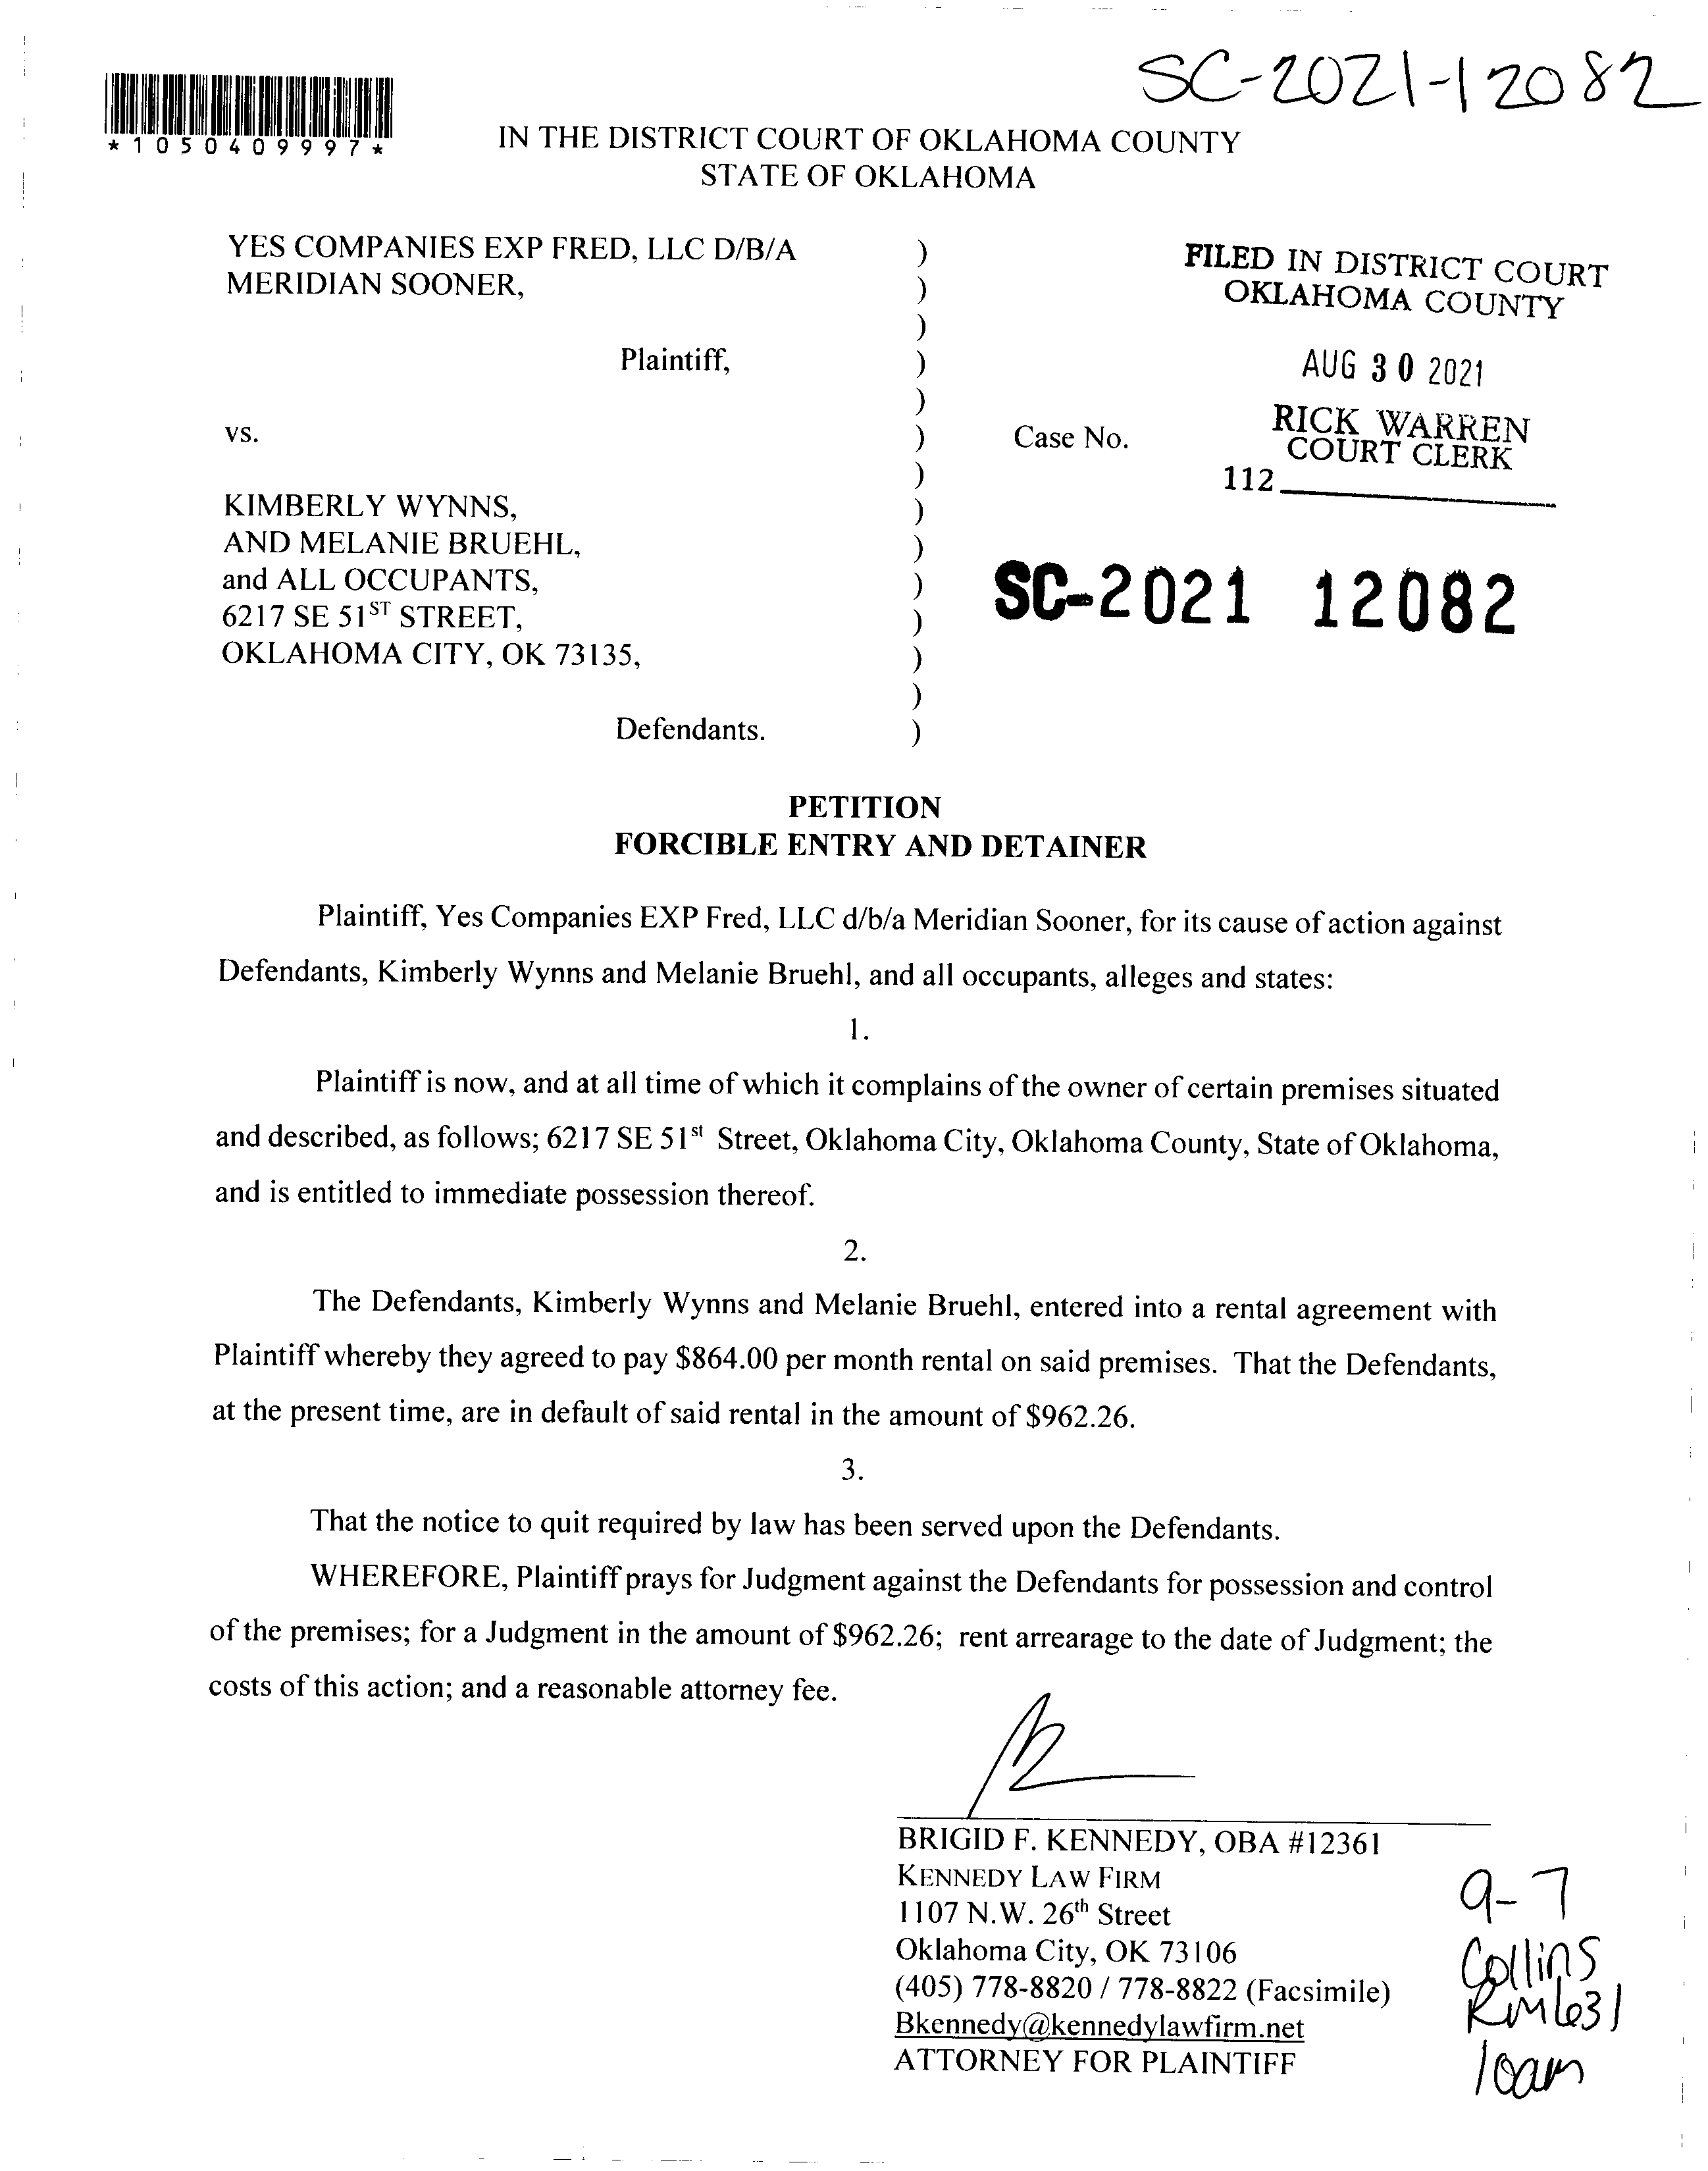 SC-2021-12082
*1050409997*
IN THE DISTRICT COURT OF OKLAHOMA COUNTY
STATE OF OKLAHOMA
YES COMPANIES EXP FRED, LLC D/B/A )
MERIDIAN SOONER, )
)
Plaintiff, )
)
vs. )
)
KIMBERLY WYNNS, )
AND MELANIE BRUEHL, )
and ALL OCCUPANTS, )
6217 SE 51ST STREET, )
OKLAHOMA CITY, OK 73135, )
)
Defendants. )
FILED IN DISTRICT COURT
OKLAHOMA COUNTY
AUG 30 2021
RICK WARREN
COURT CLERK
112
Case No.
SC-2021 12082
PETITION
FORCIBLE ENTRY AND DETAINER
Plaintiff, Yes Companies EXP Fred, LLC d/b/a Meridian Sooner, for its cause of action against
Defendants, Kimberly Wynns and Melanie Bruehl, and all occupants, alleges and states:
1.
Plaintiff is now, and at all time of which it complains of the owner of certain premises situated
and described, as follows; 6217 SE 51st Street, Oklahoma City, Oklahoma County, State of Oklahoma,
and is entitled to immediate possession thereof.
2.
The Defendants, Kimberly Wynns and Melanie Bruehl, entered into a rental agreement with
Plaintiff whereby they agreed to pay $864.00 per month rental on said premises. That the Defendants,
at the present time, are in default of said rental in the amount of $962.26.
3.
That the notice to quit required by law has been served upon the Defendants.
WHEREFORE, Plaintiff prays for Judgment against the Defendants for possession and control
of the premises; for a Judgment in the amount of $962.26; rent arrearage to the date of Judgment; the
costs of this action; and a reasonable attorney fee.
BRIGID F. KENNEDY, OBA #12361
KENNEDY LAW FIRM
1107 N.W. 26th Street
Oklahoma City, OK 73106
(405) 778-8820 / 778-8822 (Facsimile)
Bkennedy@kennedylawfirm.net
ATTORNEY FOR PLAINTIFF
9-7
Collins
RM631
10am